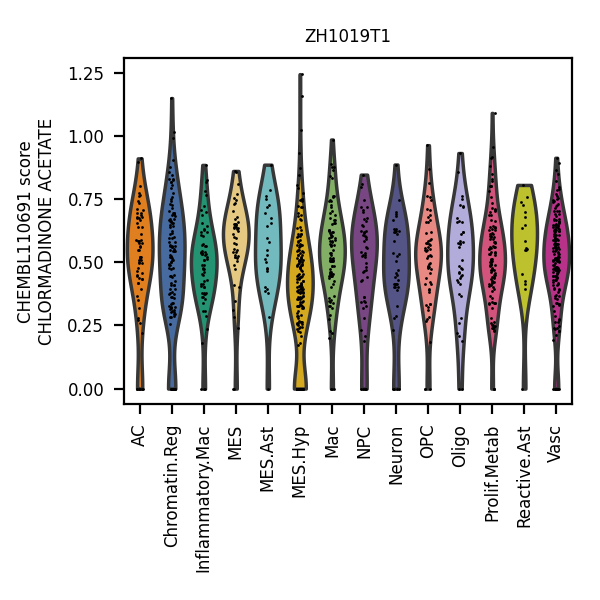 ZH1019T1
CHEMBL110691 score
CHLORMADINONE ACETATE
1.25
1.00
0.75
0.50
0.25
0.00
AC
Chromatin.Reg
Inflammatory.Mac
MES
MES.Ast
MES.Hyp
Mac
NPC
Neuron
OPC
Oligo
Prolif.Metab
Reactive.Ast
Vasc